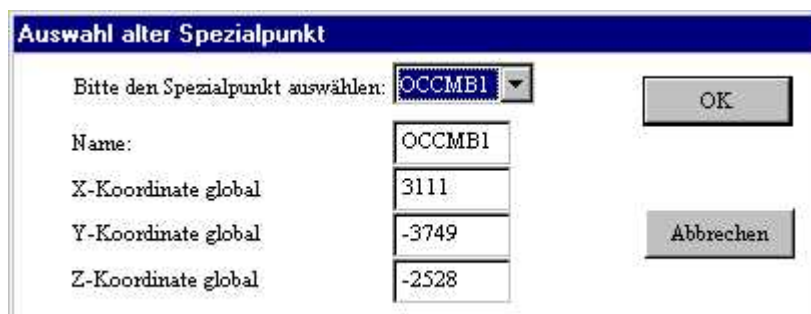 Auswahl alter Spezialpunkt
Bitte den Spezialpunkt auswählen: OCCMB1
OK
Name: OCCMB1
X-Koordinate global 3111
Y-Koordinate global -3749
Abbrechen
Z-Koordinate global -2528